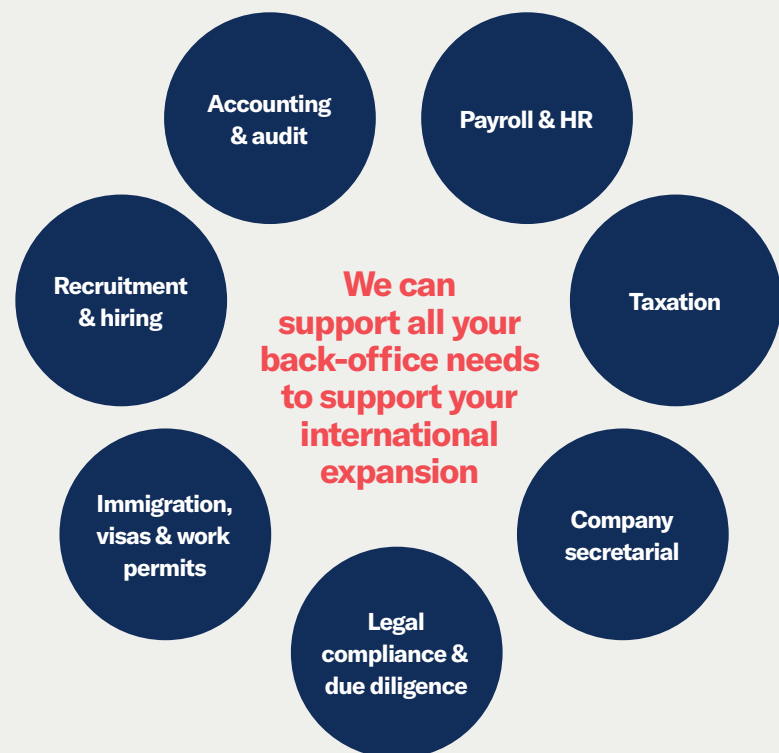 Accounting
& audit
Payroll & HR
Recruitment
& hiring
We can
support all your
back-office needs
to support your
international
expansion
Taxation
Immigration,
visas & work
permits
Company
secretarial
Legal
compliance &
due diligence